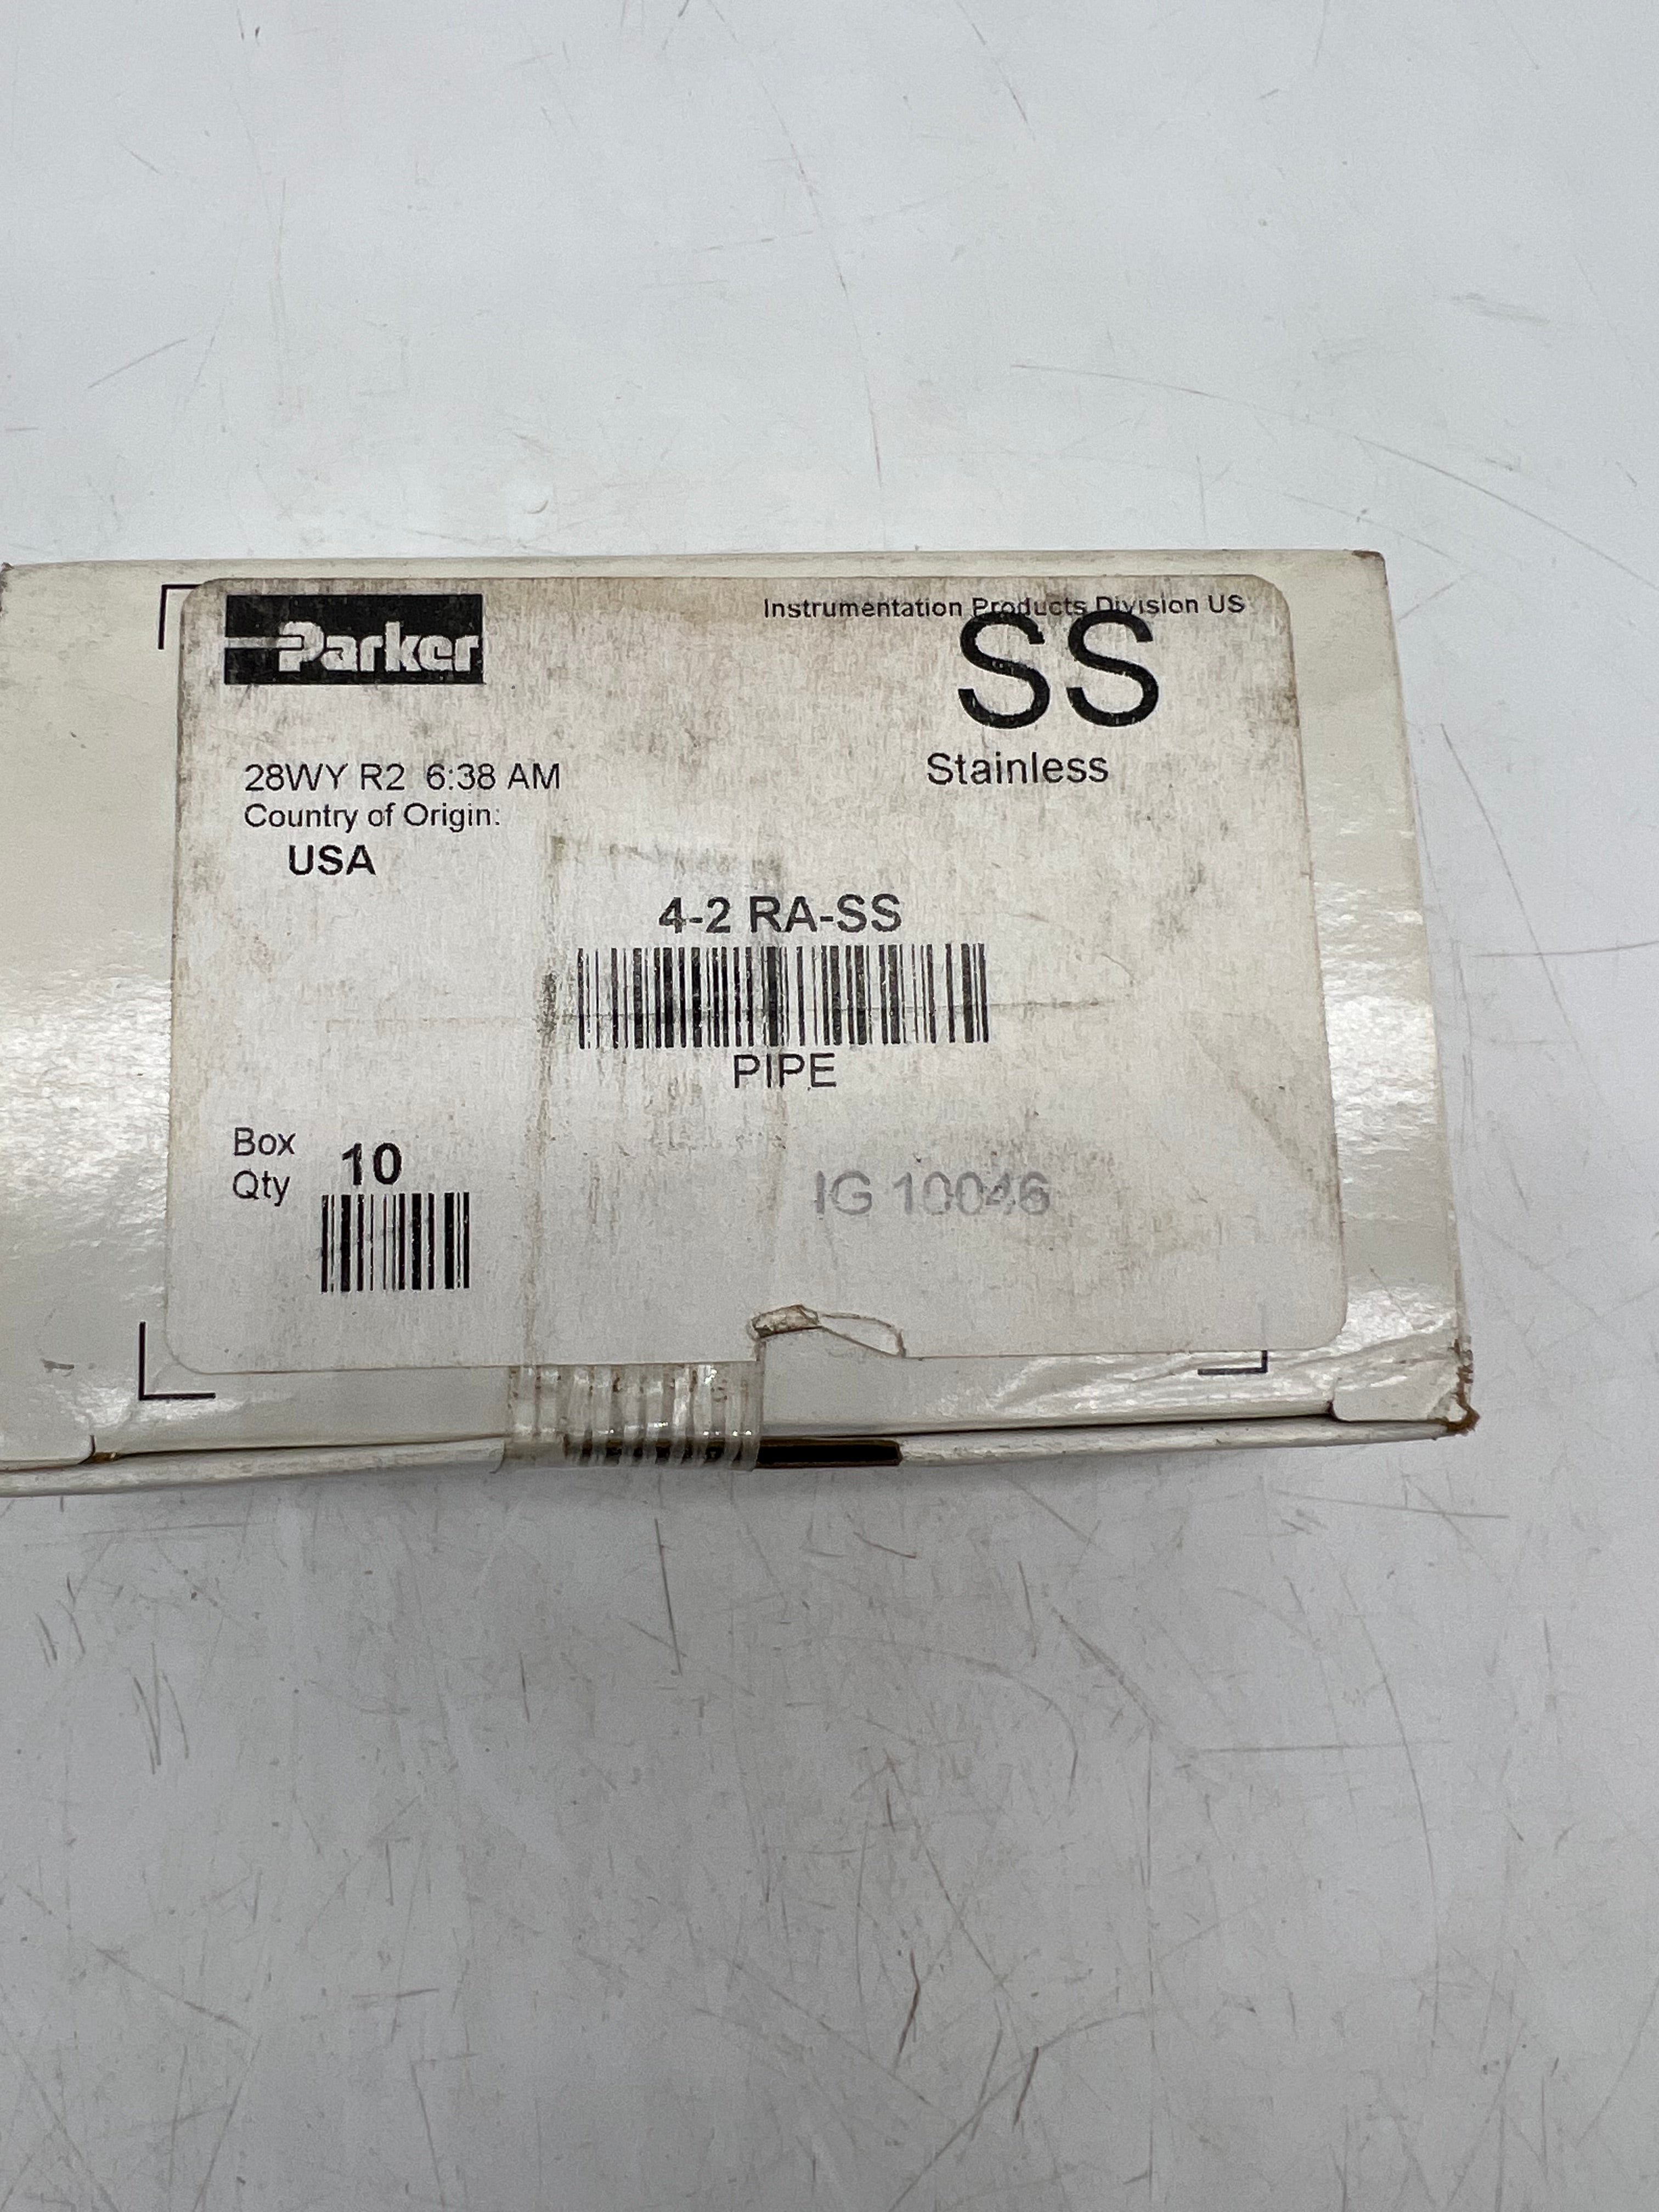 Parker
Instrumentation Products Division US
SS
Stainless
28WY R2 6:38 AM
Country of Origin:
USA
4-2 RA-SS
PIPE
Box
Qty
10
IG 10046